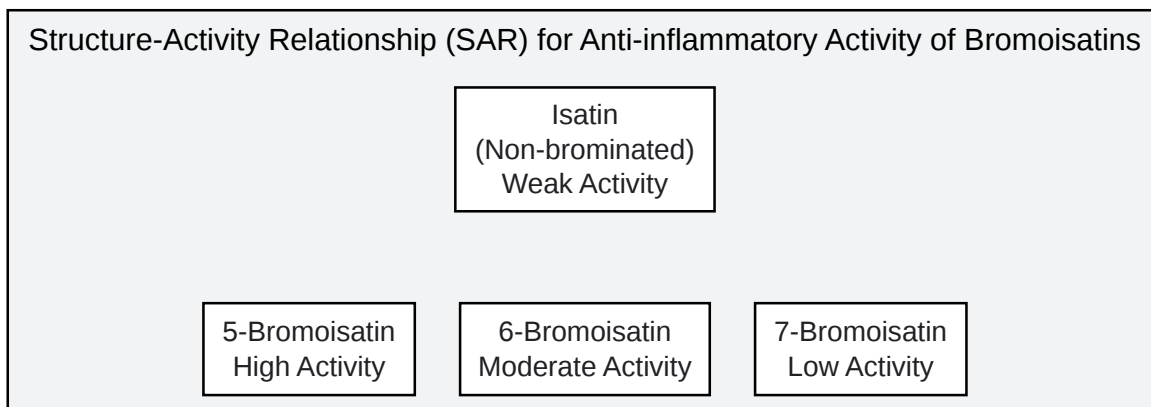 Structure-Activity Relationship (SAR) for Anti-inflammatory Activity of Bromoisatins
Isatin
(Non-brominated)
Weak Activity
5-Bromoisatin
High Activity
6-Bromoisatin
Moderate Activity
7-Bromoisatin
Low Activity